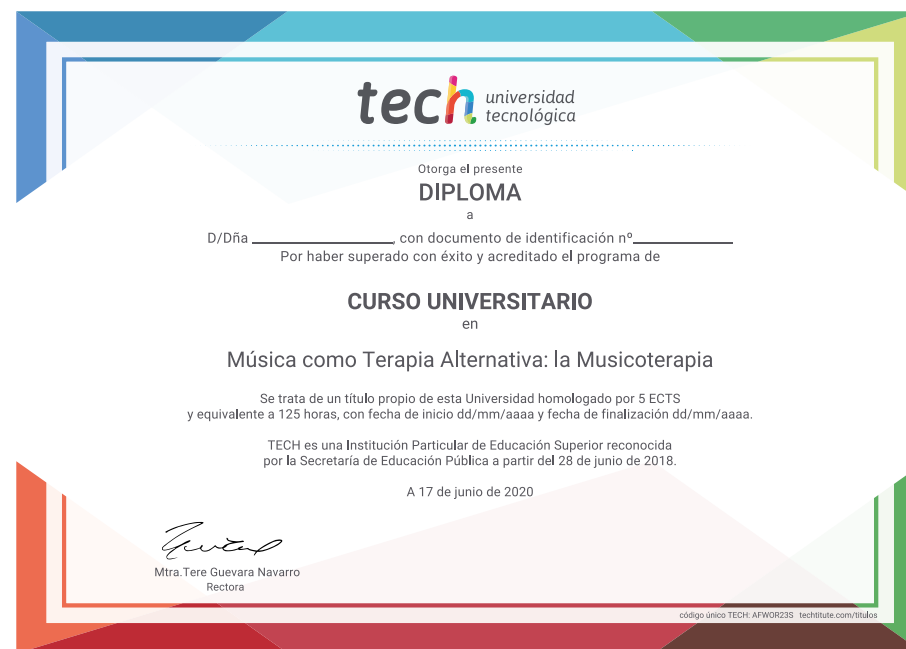 tech universidad
tecnológica
Otorga el presente
DIPLOMA
a
D/Dña ____________________, con documento de identificación nº______________
Por haber superado con éxito y acreditado el programa de
CURSO UNIVERSITARIO
en
Música como Terapia Alternativa: la Musicoterapia
Se trata de un título propio de esta Universidad homologado por 5 ECTS
y equivalente a 125 horas, con fecha de inicio dd/mm/aaaa y fecha de finalización dd/mm/aaaa.
TECH es una Institución Particular de Educación Superior reconocida
por la Secretaría de Educación Pública a partir del 28 de junio de 2018.
A 17 de junio de 2020
Mtra.Tere Guevara Navarro
Rectora
código único TECH: AFWOR23S techtitute.com/titulos